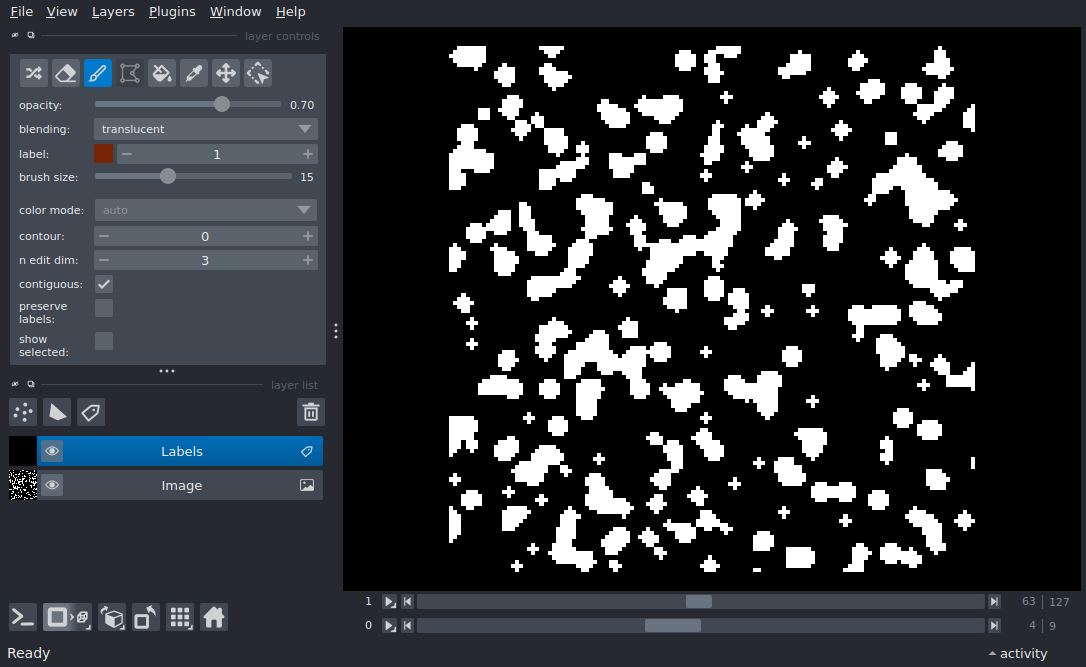 File View Layers Plugins Window Help
layer controls
opacity: 0.70
blending: translucent
label: 1
brush size: 15
color mode: auto
contour: 0
n edit dim: 3
contiguous:
preserve
labels:
show
selected:
layer list
Labels
Image
1 63 127
0 4 9
Ready activity